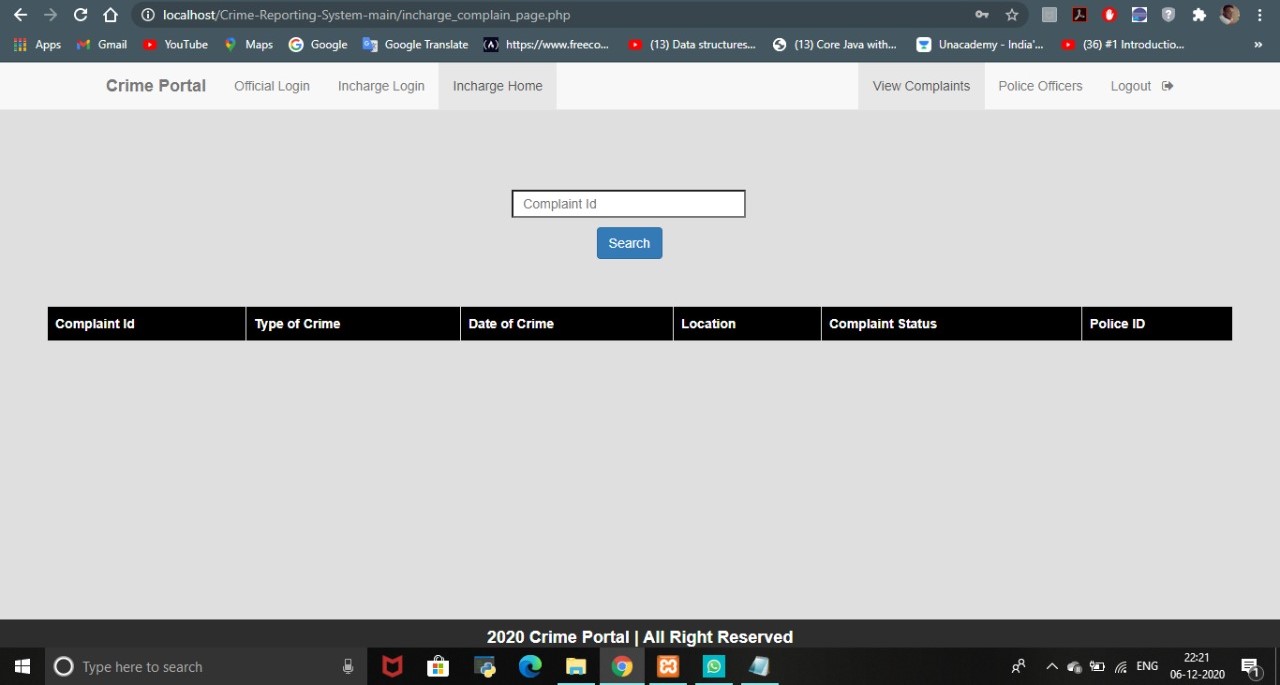 localhost/Crime-Reporting-System-main/incharge_complain_page.php
Apps Gmail YouTube Maps Google Google Translate https://www.freeco... (13) Data structures... (13) Core Java with... Unacademy - India'... (36) #1 Introductio... »
Crime Portal Official Login Incharge Login Incharge Home View Complaints Police Officers Logout
Complaint Id
Search
Complaint Id Type of Crime Date of Crime Location Complaint Status Police ID
2020 Crime Portal | All Right Reserved
Type here to search ENG 22:21
06-12-2020 1